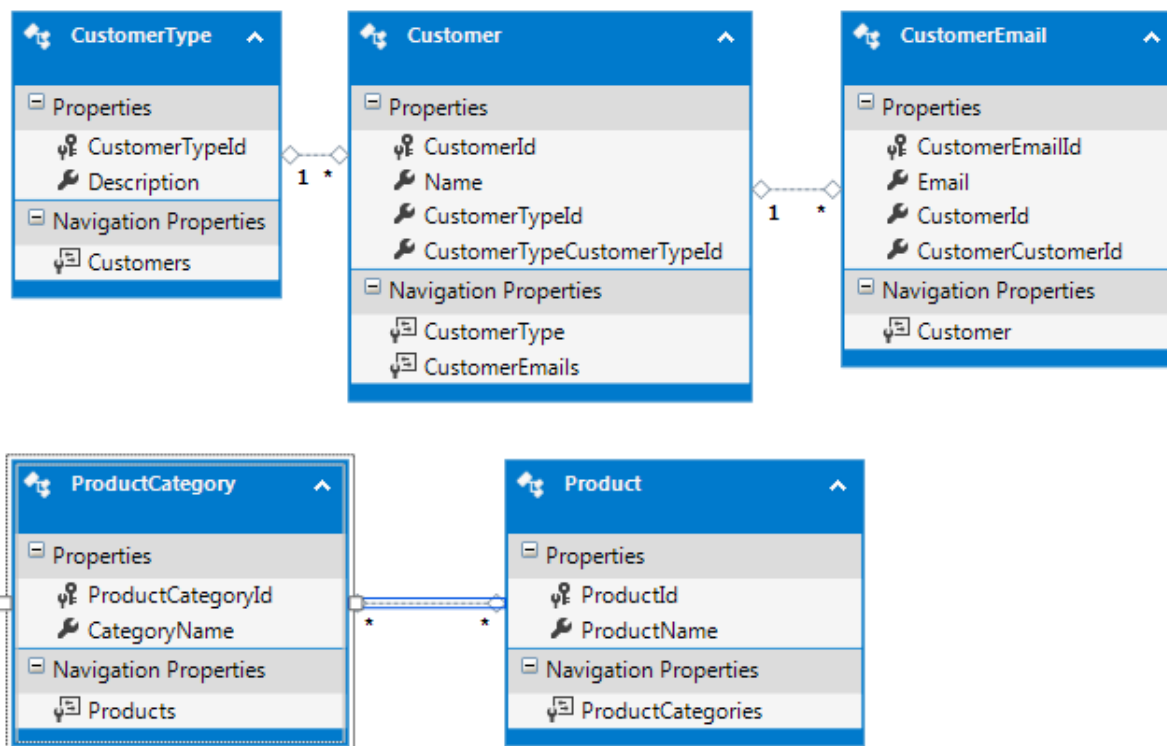 CustomerType
Properties
CustomerTypeId
Description
Navigation Properties
Customers
1 *
Customer
Properties
CustomerId
Name
CustomerTypeId
CustomerTypeCustomerTypeId
Navigation Properties
CustomerType
CustomerEmails
1 *
CustomerEmail
Properties
CustomerEmailId
Email
CustomerId
CustomerCustomerId
Navigation Properties
Customer
ProductCategory
Properties
ProductCategoryId
CategoryName
Navigation Properties
Products
* *
Product
Properties
ProductId
ProductName
Navigation Properties
ProductCategories